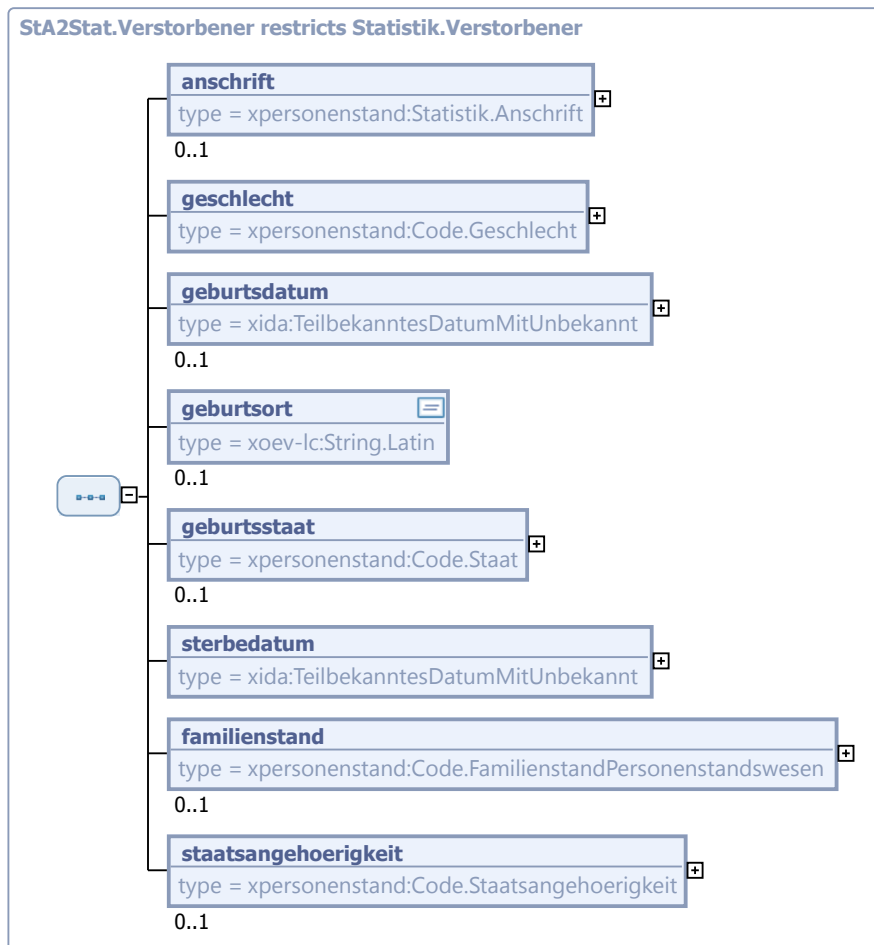 StA2Stat.Verstorbener restricts Statistik.Verstorbener
anschrift
type = xpersonenstand:Statistik.Anschrift
0..1
geschlecht
type = xpersonenstand:Code.Geschlecht
geburtsdatum
type = xida:TeilbekanntesDatumMitUnbekannt
0..1
geburtsort
type = xoev-lc:String.Latin
0..1
geburtsstaat
type = xpersonenstand:Code.Staat
0..1
sterbedatum
type = xida:TeilbekanntesDatumMitUnbekannt
familienstand
type = xpersonenstand:Code.FamilienstandPersonenstandswesen
0..1
staatsangehoerigkeit
type = xpersonenstand:Code.Staatsangehoerigkeit
0..1